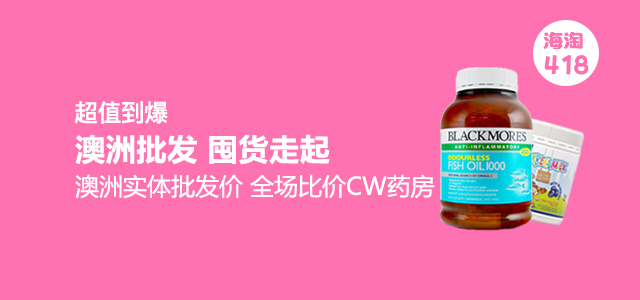 海淘
418
超值到爆
澳洲批发 囤货走起
澳洲实体批发价 全场比价CW药房
BLACKMORES
ANTI-INFLAMMATORY
ODOURLESS
FISH OIL 1000